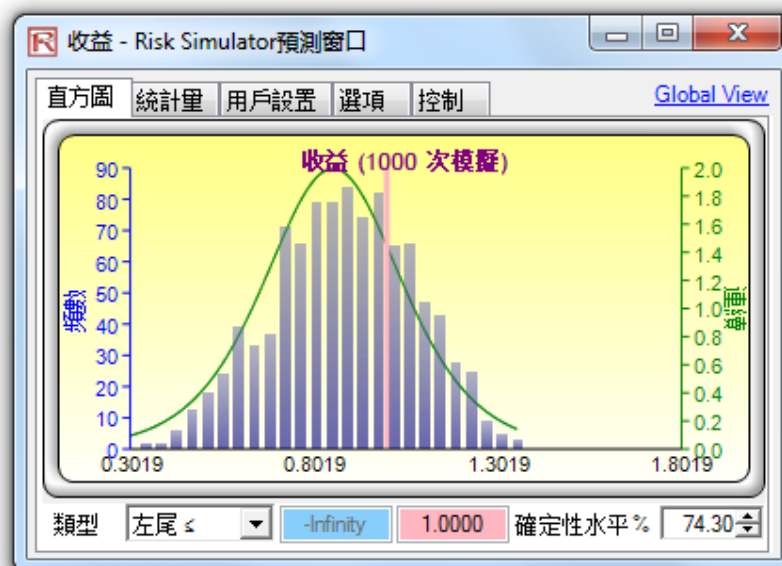 收益 - Risk Simulator預測窗口
直方圖 統計量 用戶設置 選項 控制 Global View
收益 (1000 次模擬)
90 2.0
80 1.8
70 1.6
60 1.4
50 1.2
40 1.0
30 0.8
20 0.6
10 0.4
0 0.2
0.0
頻數
連續
0.3019 0.8019 1.3019 1.8019
類型 左尾 ≤ -Infinity 1.0000 確定性水平% 74.30